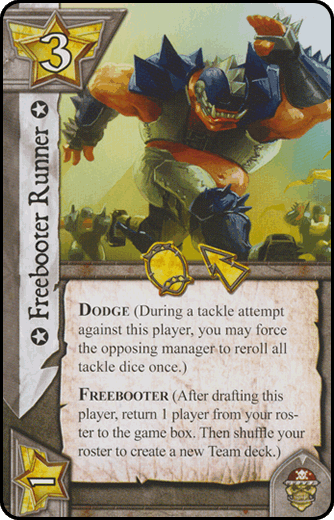 3
Freebooter Runner
DODGE (During a tackle attempt
against this player, you may force
the opposing manager to reroll all
tackle dice once.)
FREEBOOTER (After drafting this
player, return 1 player from your ros-
ter to the game box. Then shuffle your
roster to create a new Team deck.)
1